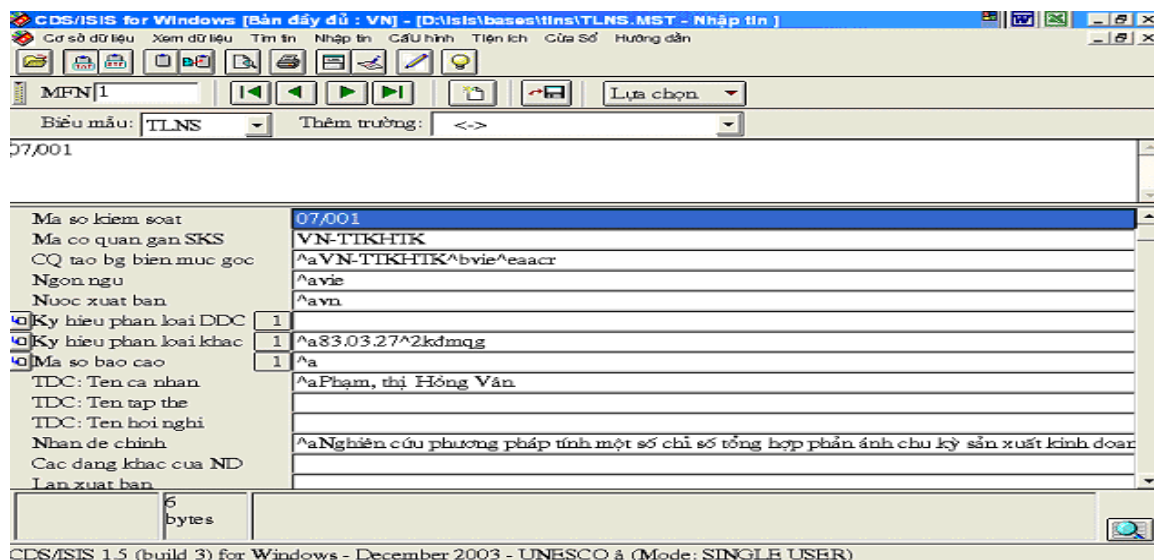 CDS/ISIS for Windows [Bản đầy đủ : VN] - [D:\isis\bases\tlns\TLNS.MST - Nhập tin ]
Cơ sở dữ liệu Xem dữ liệu Tìm tin Nhập tin Cấu hình Tiện ích Cửa Sổ Hướng dẫn
MFN 1 Lựa chọn
Biểu mẫu: TLNS Thêm trường: <->
07/001
Ma so kiem soat 07/001
Ma co quan gan SKS VN-TTKHTK
CQ tao bg bien muc goc ^aVN-TTKHTK^bvie^eaacr
Ngon ngu ^avie
Nuoc xuat ban ^avn
Ky hieu phan loai DDC 1
Ky hieu phan loai khac 1 ^a83.03.27^2kdmqg
Ma so bao cao 1 ^a
TDC: Ten ca nhan ^aPhạm, thị Hồng Vân
TDC: Ten tap the
TDC: Ten hoi nghi
Nhan de chinh ^aNghiên cứu phương pháp tính một số chỉ số tổng hợp phản ánh chu kỳ sản xuất kinh doan
Cac dang khac cua ND
Lan xuat ban
6
bytes
CDS/ISIS 1.5 (build 3) for Windows - December 2003 - UNESCO â (Mode: SINGLE USER)